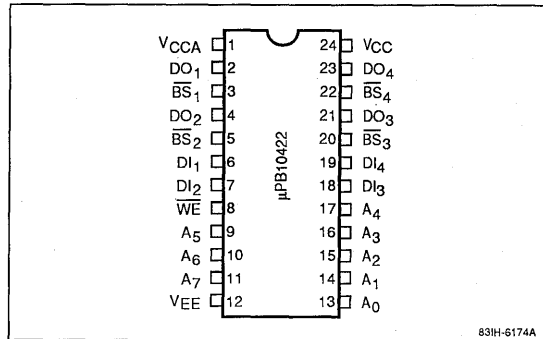 VCCA 1 24 VCC
DO1 2 23 DO4
BS1 3 22 BS4
DO2 4 21 DO3
BS2 5 20 BS3
DI1 6 19 DI4
DI2 7 18 DI3
WE 8 17 A4
A5 9 16 A3
A6 10 15 A2
A7 11 14 A1
VEE 12 13 A0
µPB10422
831H-6174A